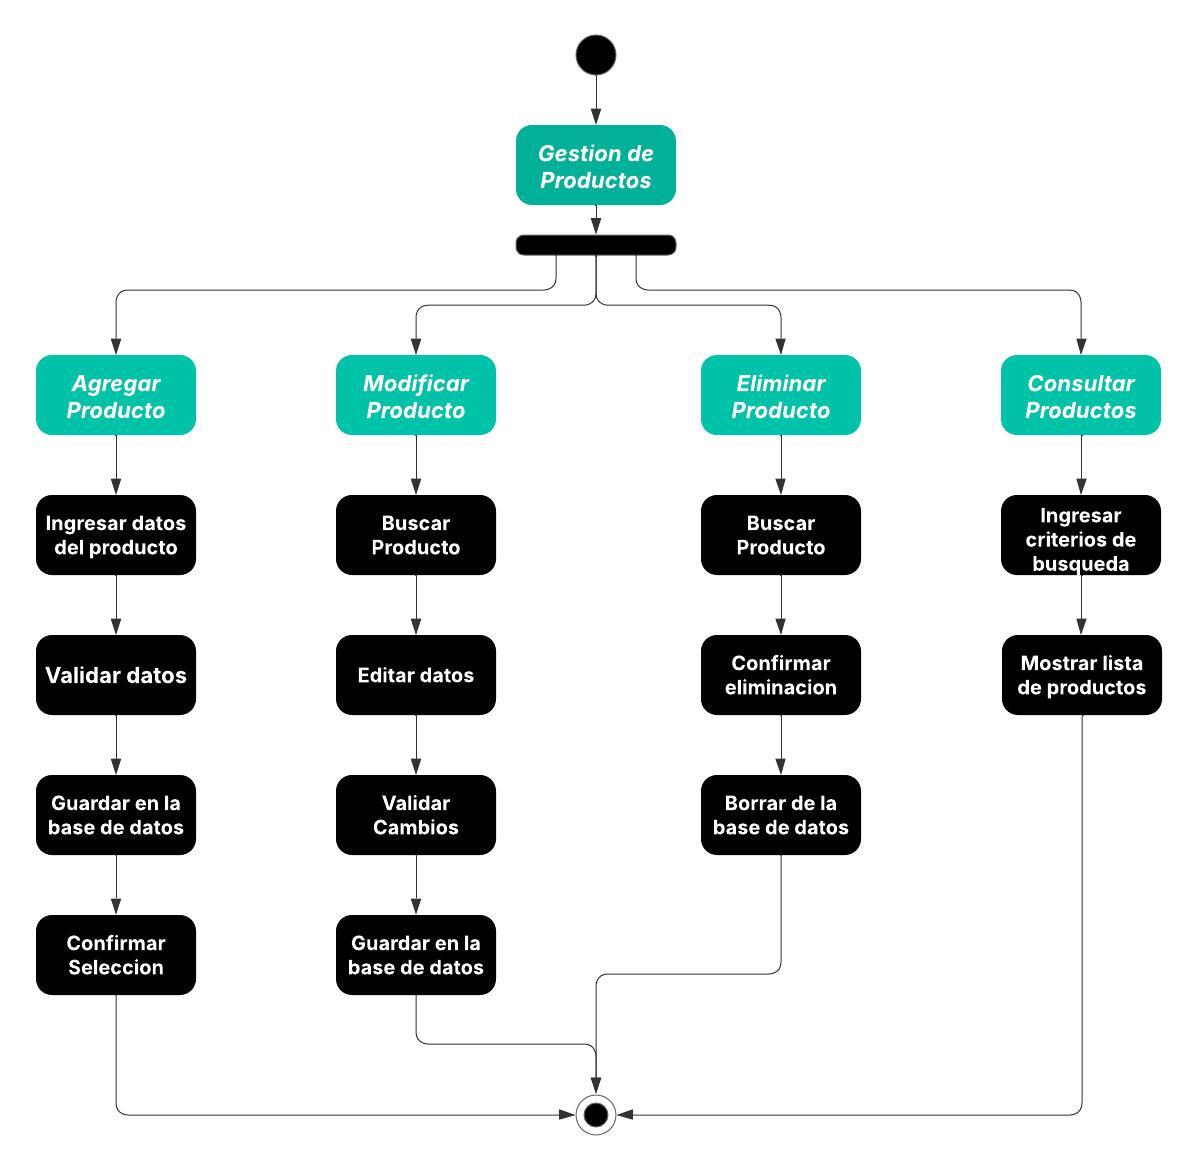 Gestion de
Productos
Agregar
Producto
Modificar
Producto
Eliminar
Producto
Consultar
Productos
Ingresar datos
del producto
Buscar
Producto
Buscar
Producto
Ingresar
criterios de
busqueda
Validar datos
Editar datos
Confirmar
eliminacion
Mostrar lista
de productos
Guardar en la
base de datos
Validar
Cambios
Borrar de la
base de datos
Confirmar
Seleccion
Guardar en la
base de datos